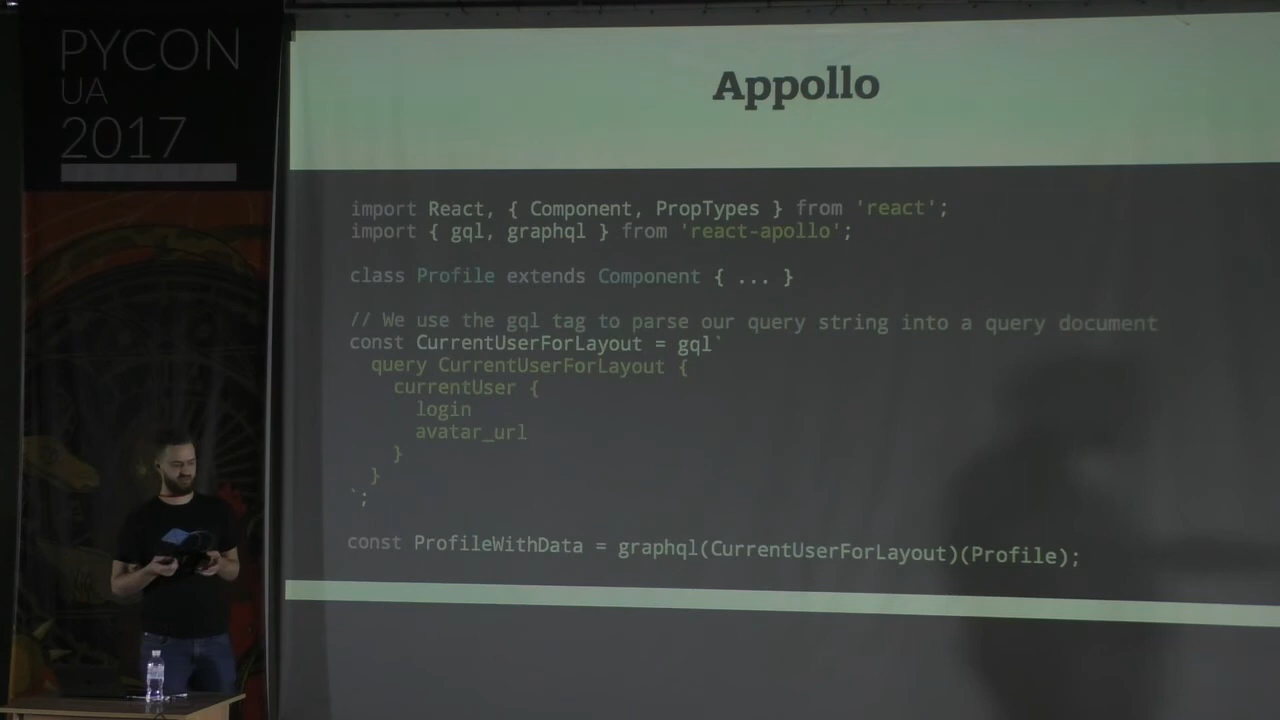 PYCON
UA
2017
Appollo
import React, { Component, PropTypes } from 'react';
import { gql, graphql } from 'react-apollo';
class Profile extends Component { ... }
// We use the gql tag to parse our query string into a query document
const CurrentUserForLayout = gql`
query CurrentUserForLayout {
currentUser {
login
avatar_url
}
}
`;
const ProfileWithData = graphql(CurrentUserForLayout)(Profile);